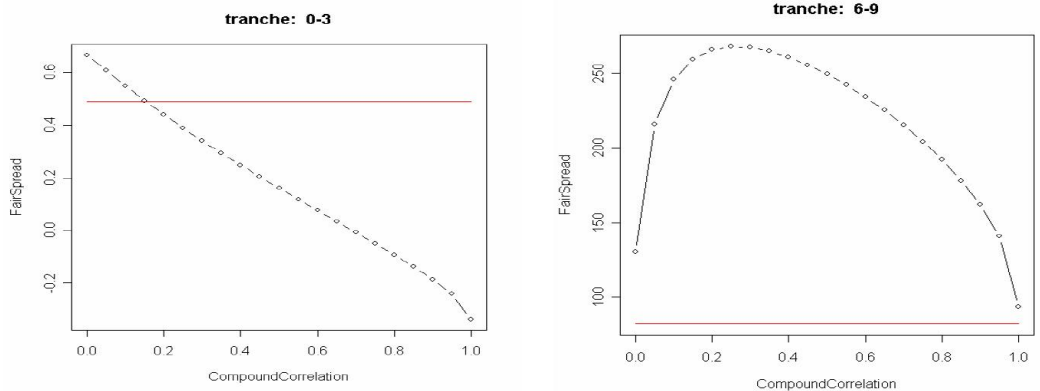 tranche: 0-3
FairSpread
0.6
0.4
0.2
0.0
-0.2
0.0 0.2 0.4 0.6 0.8 1.0
CompoundCorrelation
tranche: 6-9
FairSpread
250
200
150
100
0.0 0.2 0.4 0.6 0.8 1.0
CompoundCorrelation